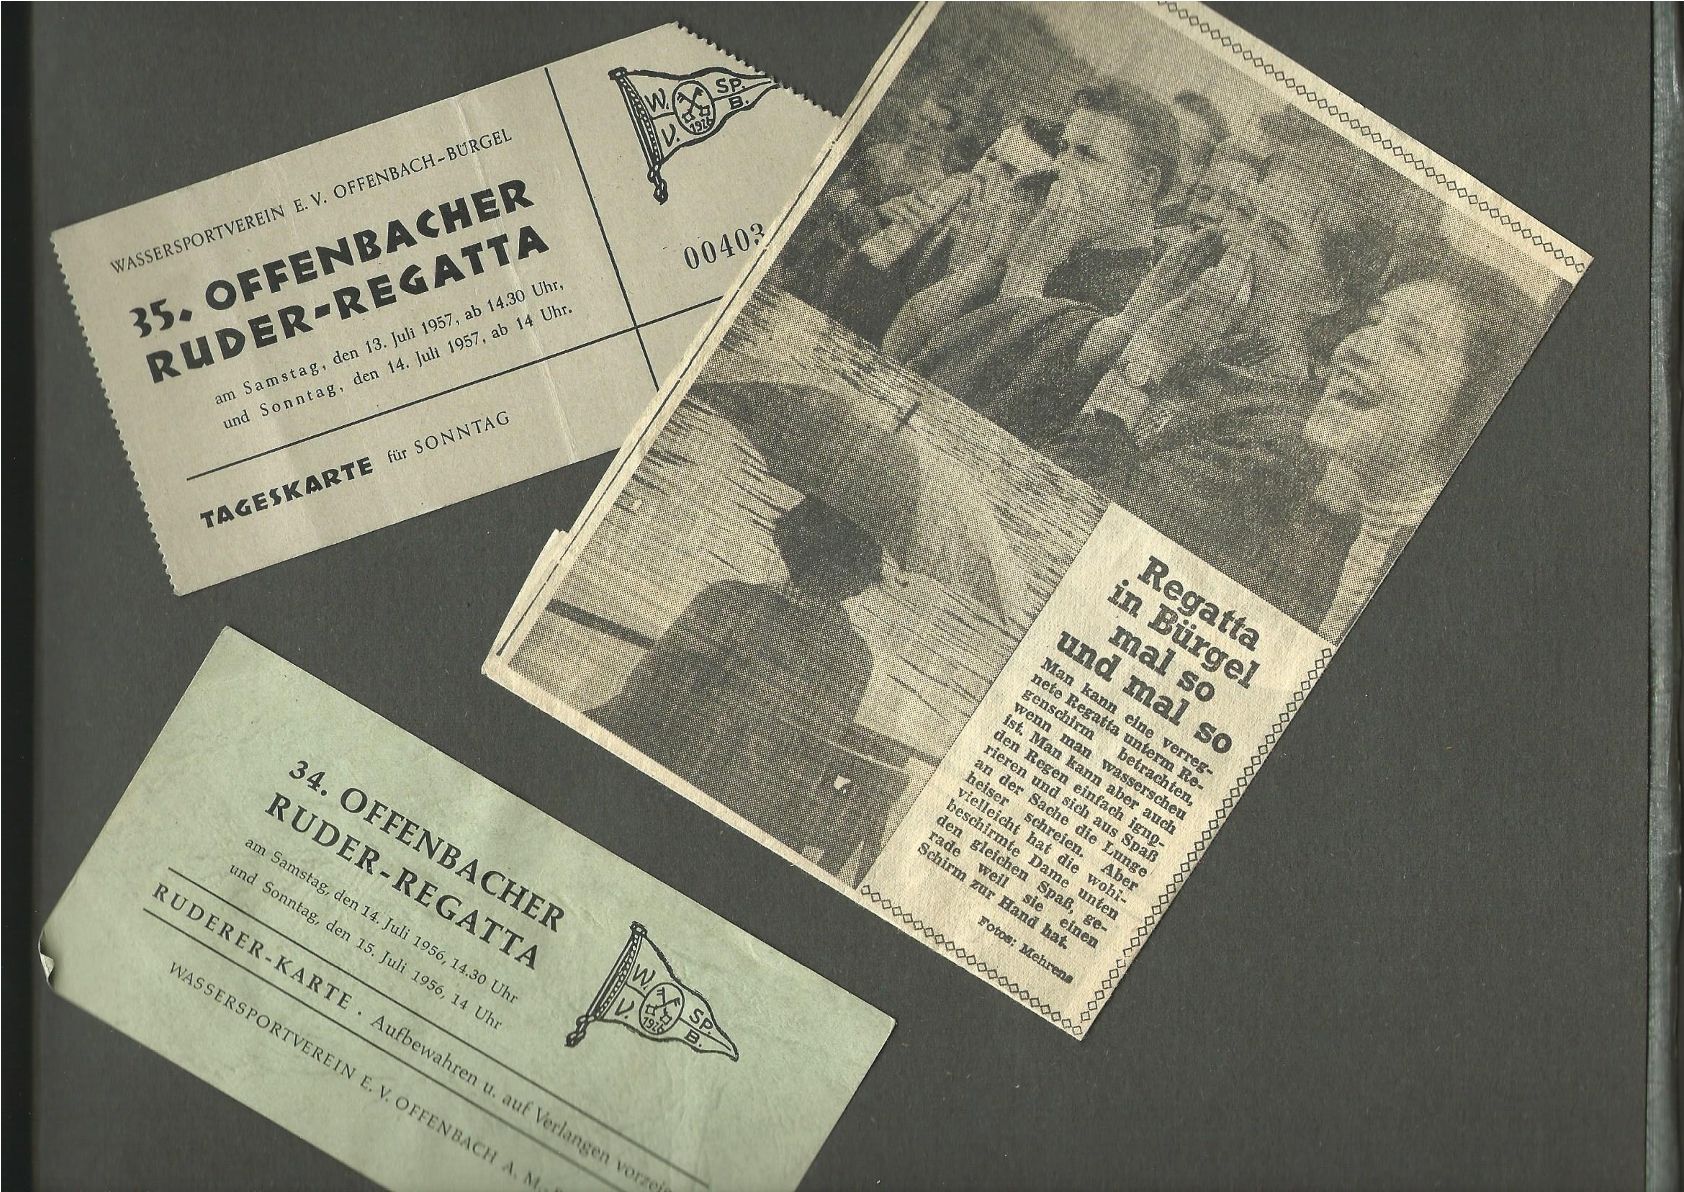 WASSERSPORTVEREIN E. V. OFFENBACH-BÜRGEL
35. OFFENBACHER
RUDER-REGATTA
am Samstag, den 13. Juli 1957, ab 14.30 Uhr,
und Sonntag, den 14. Juli 1957, ab 14 Uhr.
TAGESKARTE für SONNTAG
W. SP.
V. B.
1926
00403
Regatta
in Bürgel
mal so
und mal so
Man kann eine verreg-
nete Regatta unterm Re-
genschirm betrachten,
wenn man wasserscheu
ist. Man kann aber auch
den Regen einfach igno-
rieren und sich aus Spaß
an der Sache die Lunge
heiser schreien. Aber
vielleicht hat die wohl-
beschirmte Dame unten
den gleichen Spaß, ge-
rade weil sie einen
Schirm zur Hand hat.
Fotos: Mehrens
34. OFFENBACHER
RUDER-REGATTA
am Samstag, den 14. Juli 1956, 14.30 Uhr
und Sonntag, den 15. Juli 1956, 14 Uhr
RUDERER-KARTE . Aufbewahren u. auf Verlangen vorzei
WASSERSPORTVEREIN E. V. OFFENBACH A. M.-
W. SP.
V. B.
1926